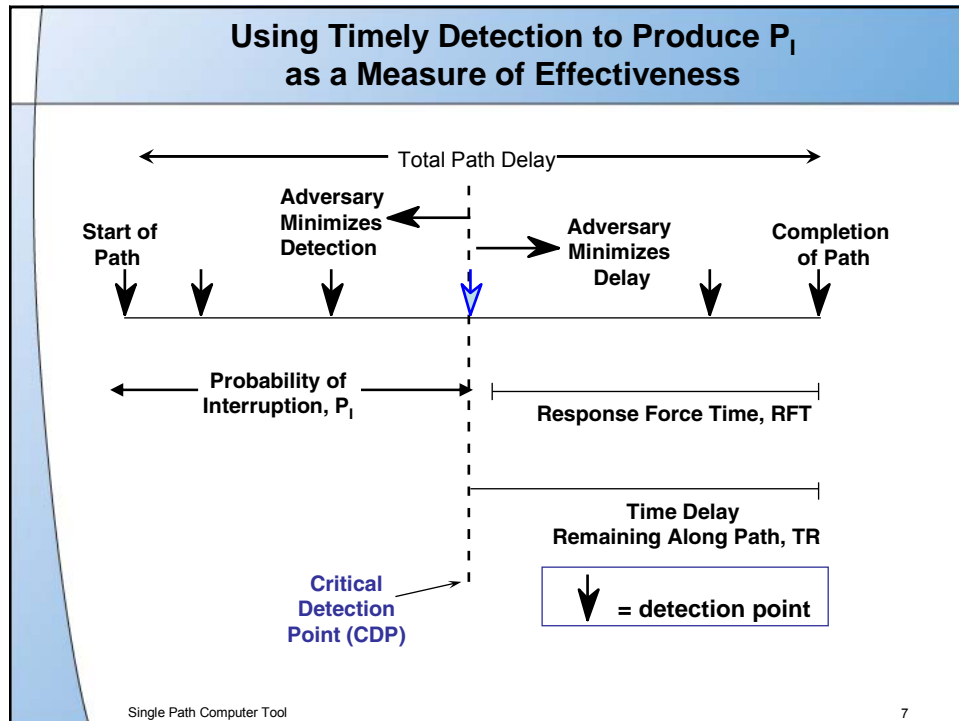 Using Timely Detection to Produce PI
as a Measure of Effectiveness
Total Path Delay
Adversary
Minimizes
Detection
Start of
Path
Adversary
Minimizes
Delay
Completion
of Path
Probability of
Interruption, PI
Response Force Time, RFT
Time Delay
Remaining Along Path, TR
Critical
Detection
Point (CDP)
= detection point
Single Path Computer Tool
7